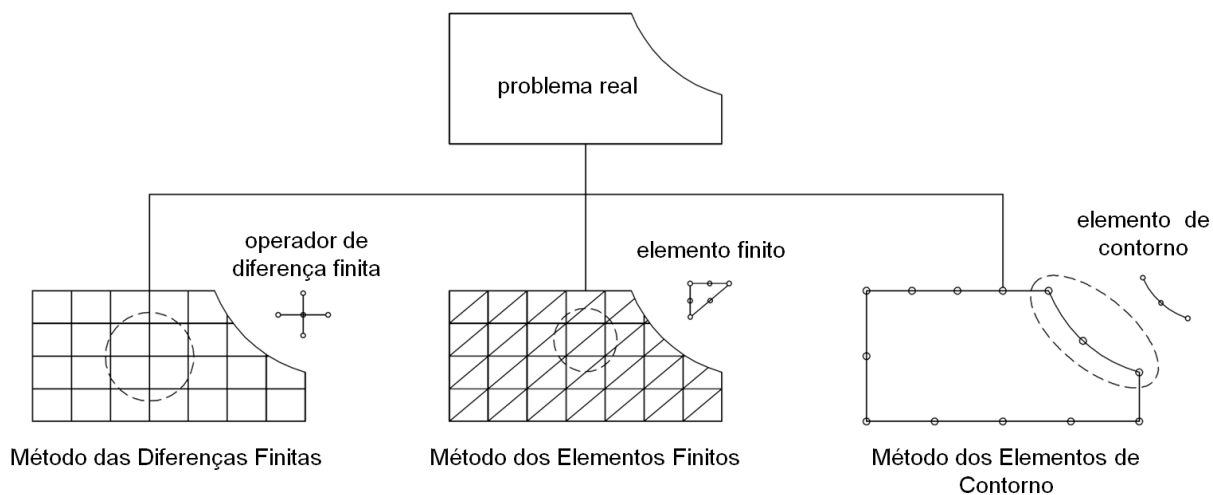 problema real
operador de
diferença finita
elemento finito
elemento de
contorno
Método das Diferenças Finitas
Método dos Elementos Finitos
Método dos Elementos de
Contorno